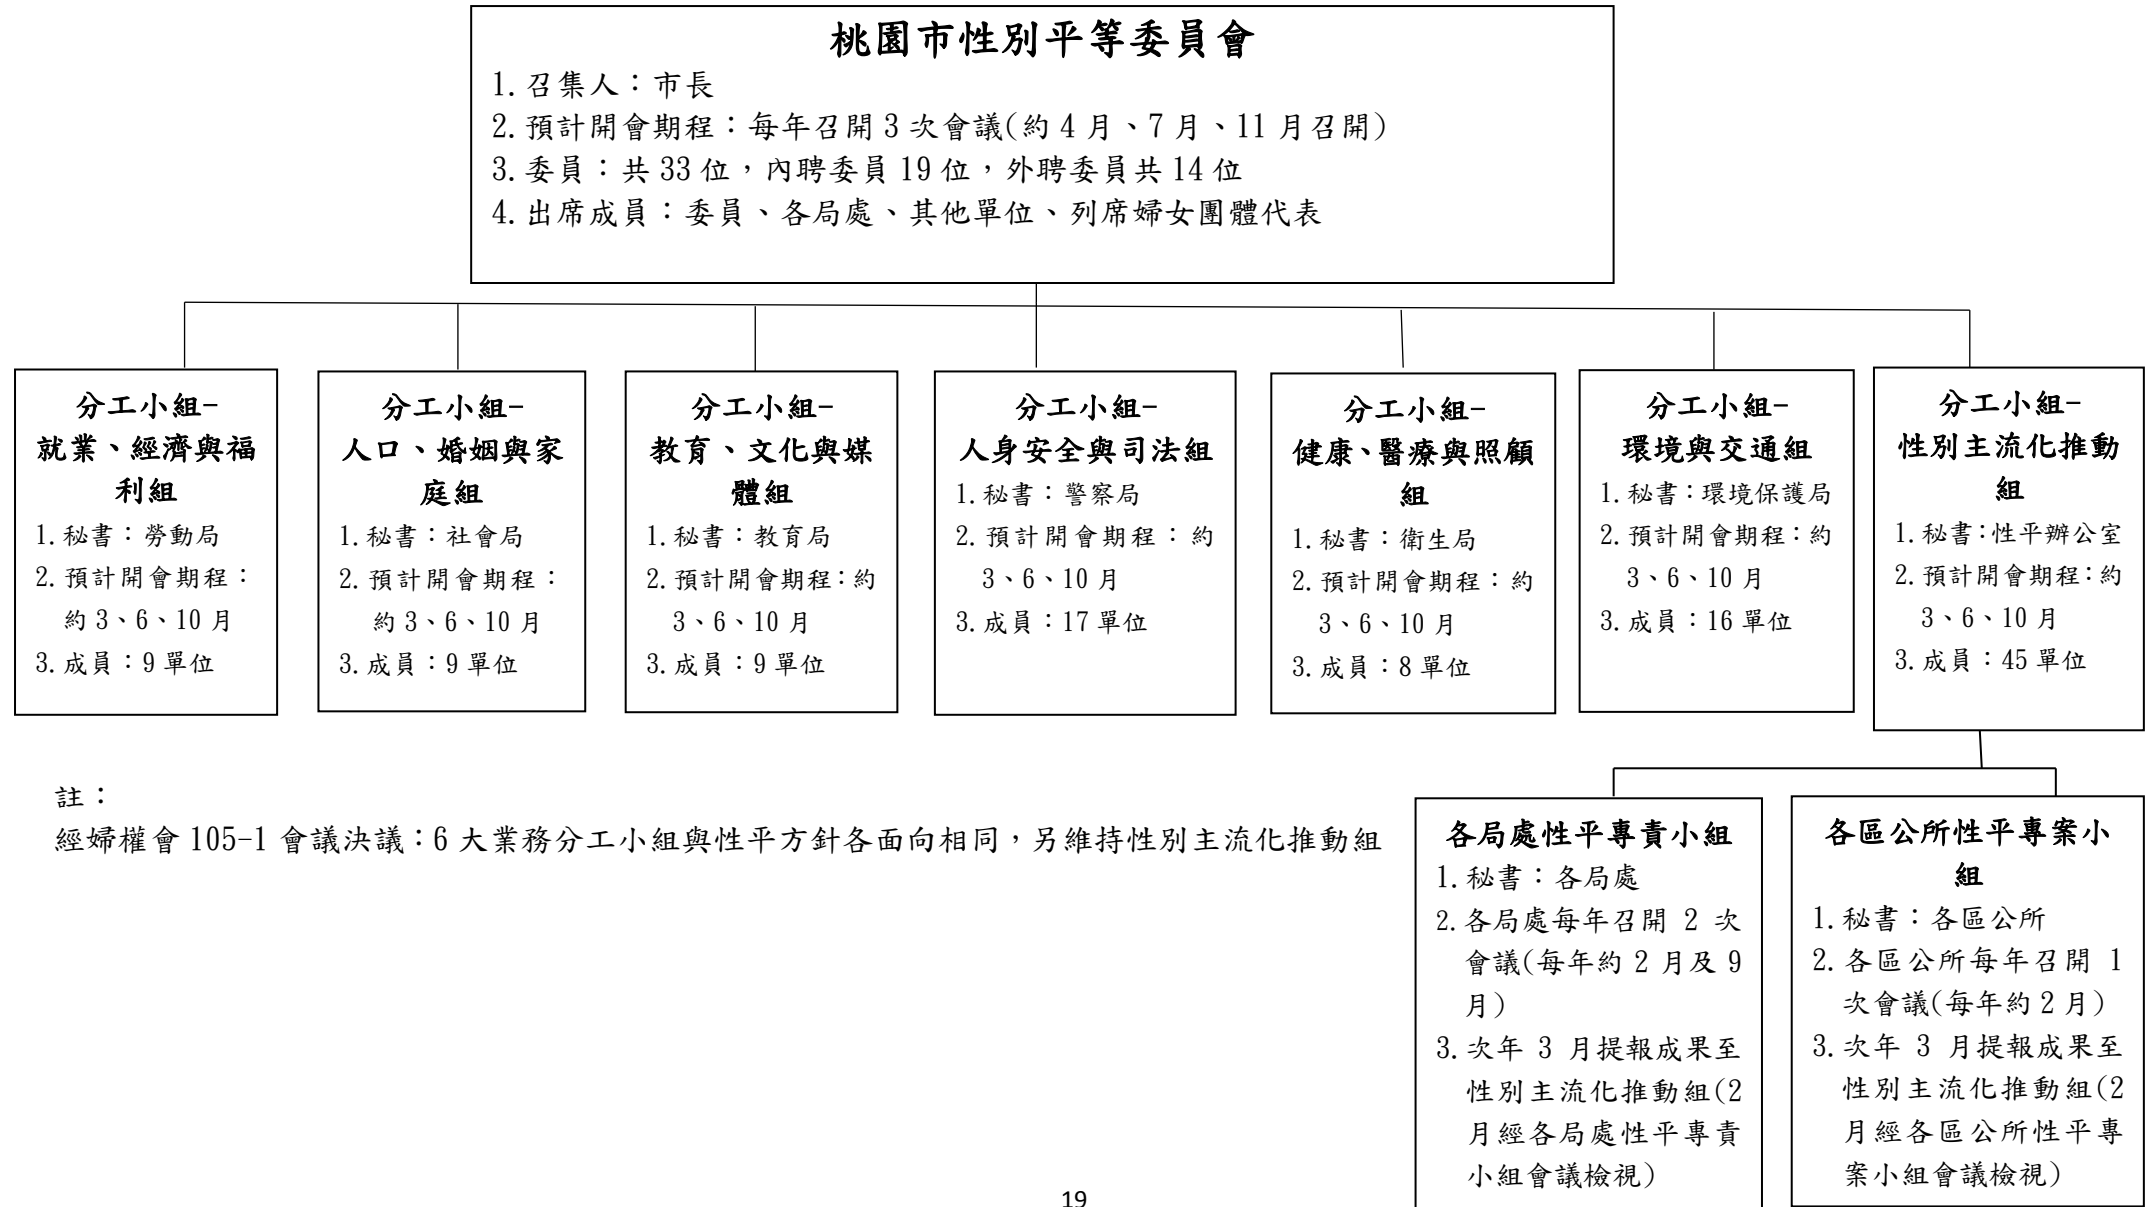 桃園市性別平等委員會
1.召集人：市長
2.預計開會期程：每年召開3次會議(約4月、7月、11月召開)
3.委員：共33位，內聘委員19位，外聘委員共14位
4.出席成員：委員、各局處、其他單位、列席婦女團體代表
分工小組-
就業、經濟與福
利組
1.秘書：勞動局
2.預計開會期程：
約3、6、10月
3.成員：9單位
分工小組-
人口、婚姻與家
庭組
1.秘書：社會局
2.預計開會期程：
約3、6、10月
3.成員：9單位
分工小組-
教育、文化與媒
體組
1.秘書：教育局
2.預計開會期程：約
3、6、10月
3.成員：9單位
分工小組-
人身安全與司法組
1.秘書：警察局
2.預計開會期程：約
3、6、10月
3.成員：17單位
分工小組-
健康、醫療與照顧
組
1.秘書：衛生局
2.預計開會期程：約
3、6、10月
3.成員：8單位
分工小組-
環境與交通組
1.秘書：環境保護局
2.預計開會期程：約
3、6、10月
3.成員：16單位
分工小組-
性別主流化推動
組
1.秘書：性平辦公室
2.預計開會期程：約
3、6、10月
3.成員：45單位
註：
經婦權會105-1會議決議：6大業務分工小組與性平方針各面向相同，另維持性別主流化推動組
各局處性平專責小組
1.秘書：各局處
2.各局處每年召開 2 次
會議(每年約2月及9
月)
3.次年 3 月提報成果至
性別主流化推動組(2
月經各局處性平專責
小組會議檢視)
各區公所性平專案小
組
1.秘書：各區公所
2.各區公所每年召開 1
次會議(每年約2月)
3.次年 3 月提報成果至
性別主流化推動組(2
月經各區公所性平專
案小組會議檢視)
19